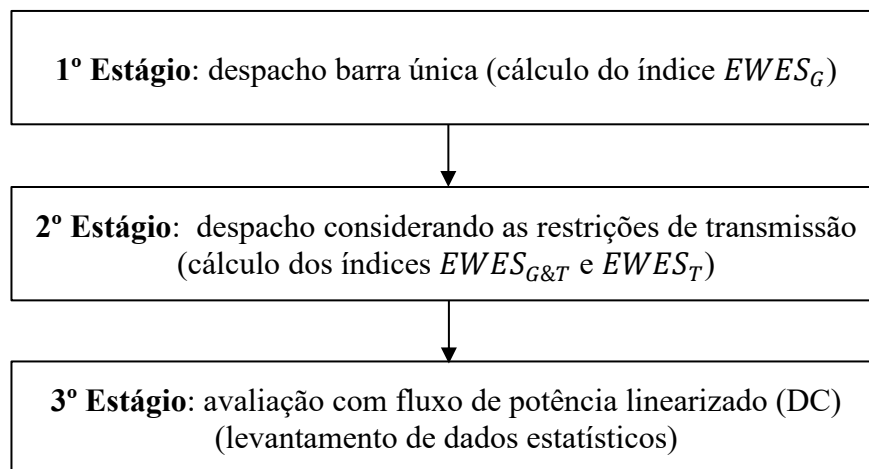 1º Estágio: despacho barra única (cálculo do índice EWES_G)
2º Estágio: despacho considerando as restrições de transmissão
(cálculo dos índices EWES_G&T e EWES_T)
3º Estágio: avaliação com fluxo de potência linearizado (DC)
(levantamento de dados estatísticos)